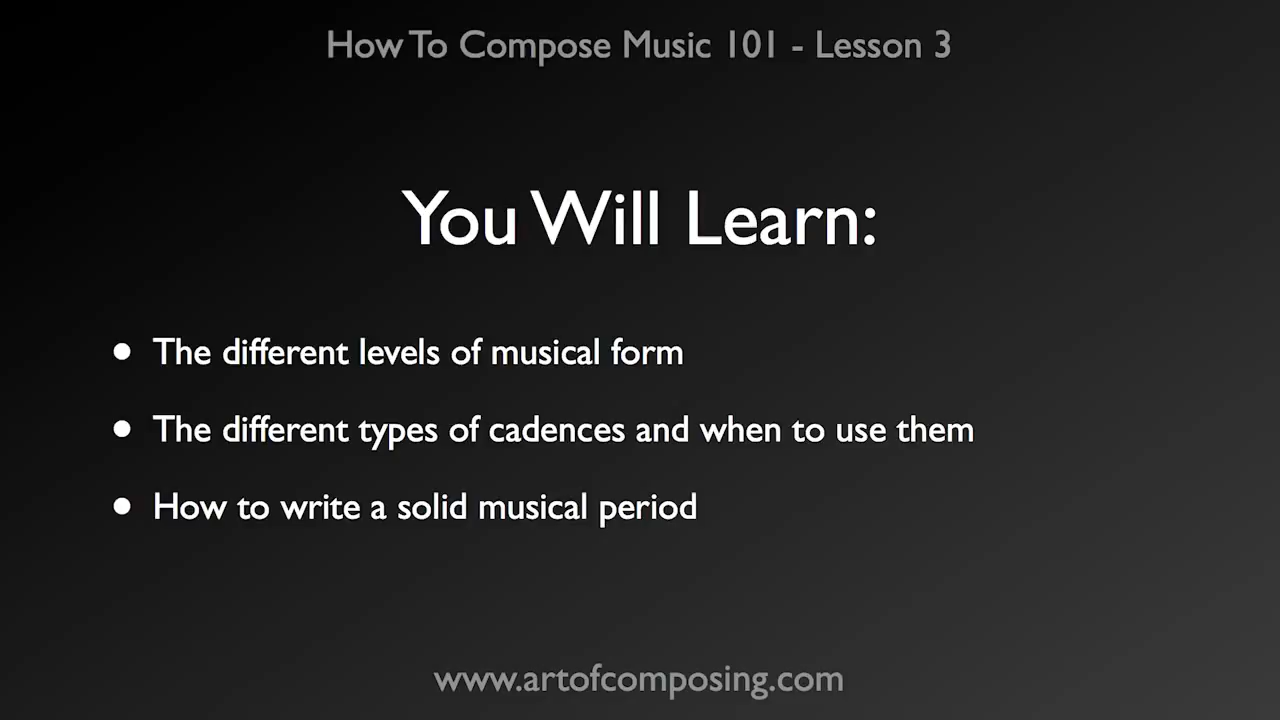 How To Compose Music 101 - Lesson 3
You Will Learn:
• The different levels of musical form
• The different types of cadences and when to use them
• How to write a solid musical period
www.artofcomposing.com